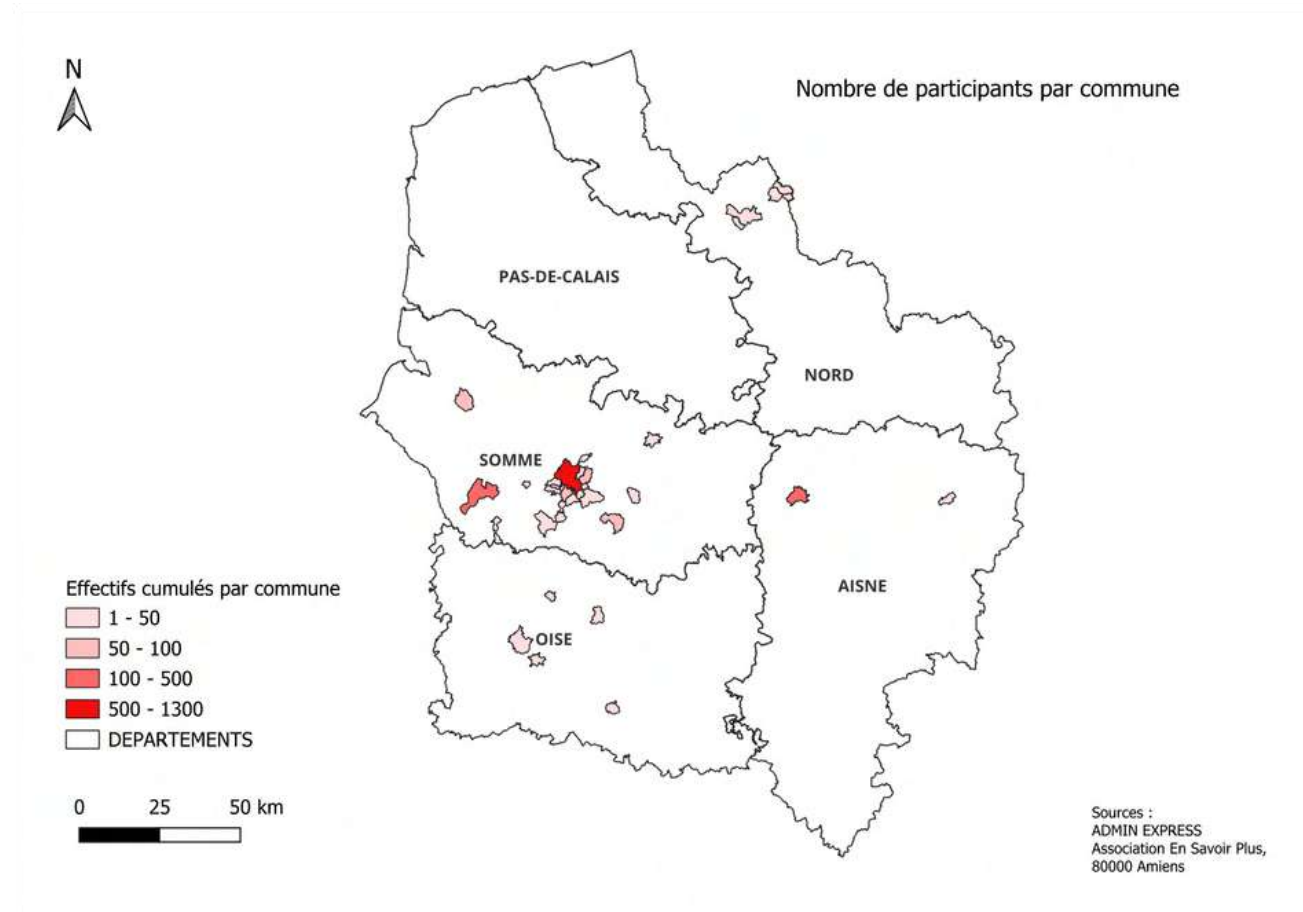 N
Nombre de participants par commune
PAS-DE-CALAIS
NORD
SOMME
AISNE
OISE
Effectifs cumulés par commune
1 - 50
50 - 100
100 - 500
500 - 1300
DEPARTEMENTS
0 25 50 km
Sources :
ADMIN EXPRESS
Association En Savoir Plus,
80000 Amiens